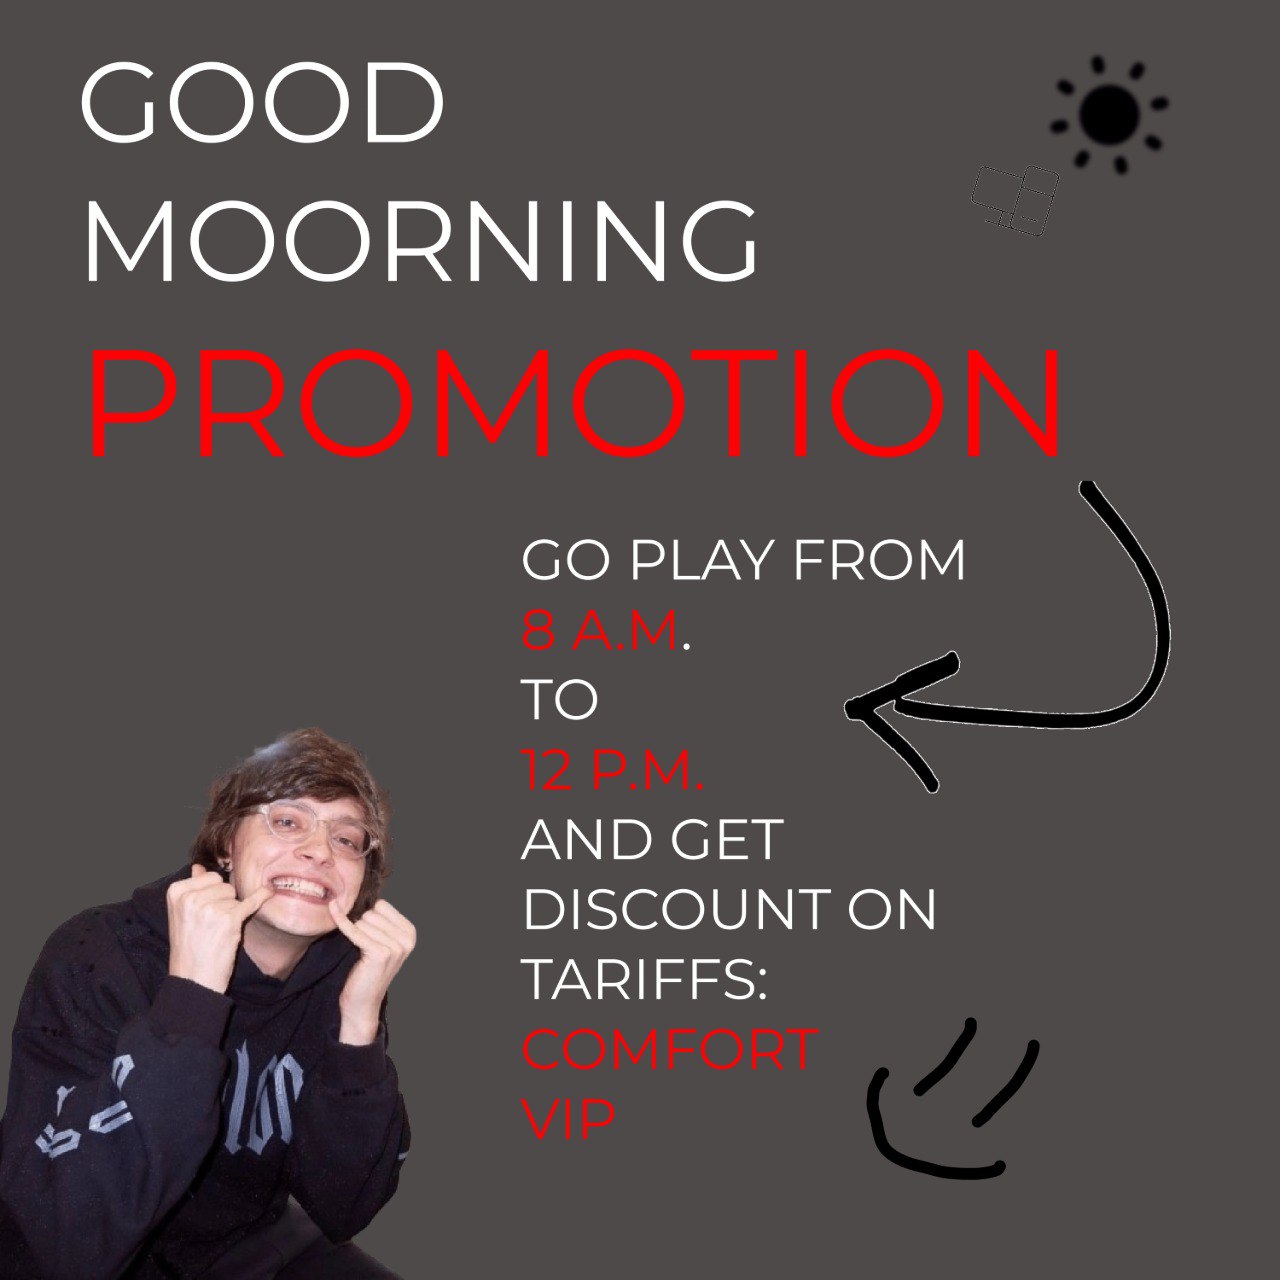 GOOD
MOORNING
PROMOTION
GO PLAY FROM
8 A.M.
TO
12 P.M.
AND GET
DISCOUNT ON
TARIFFS:
COMFORT
VIP